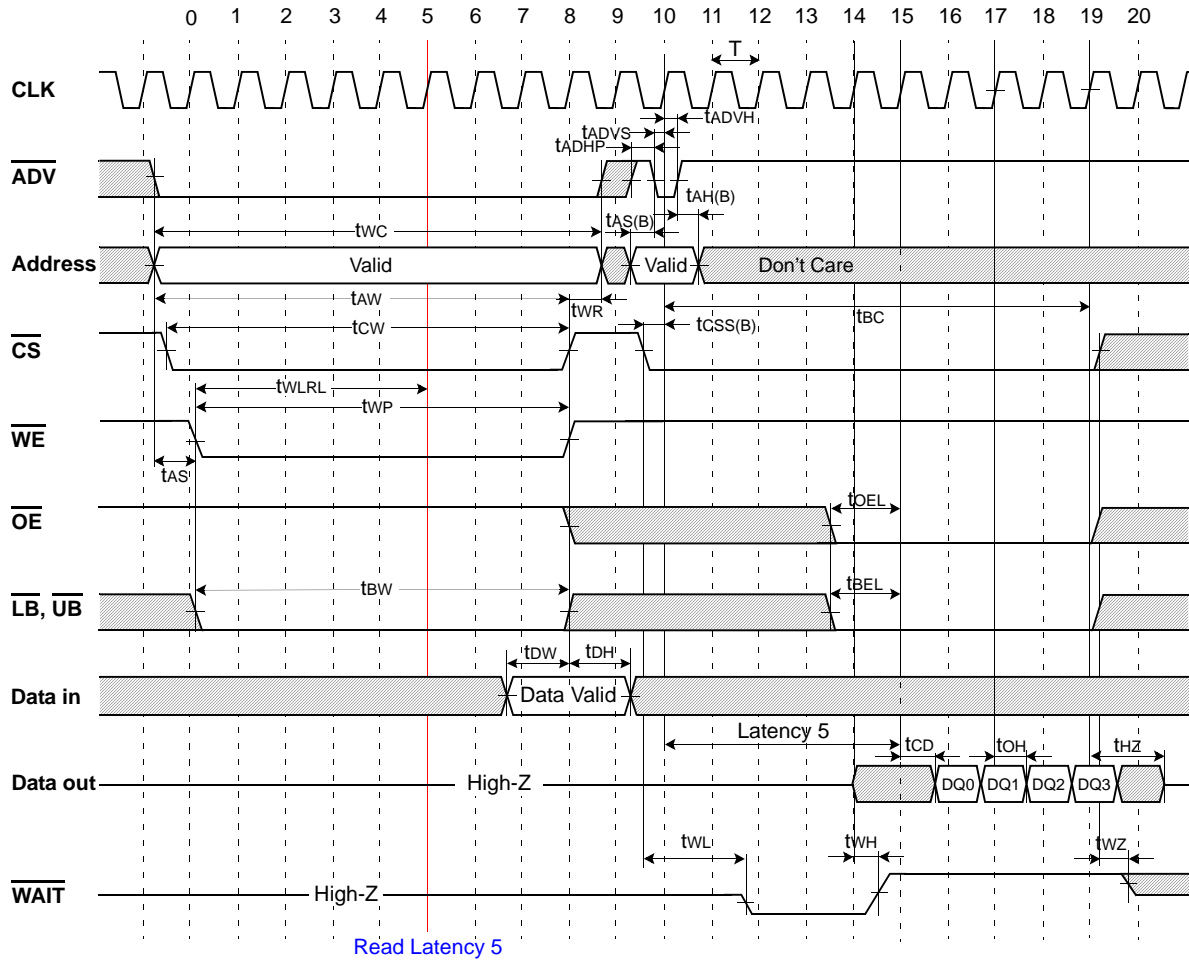 0 1 2 3 4 5 6 7 8 9 10 11 12 13 14 15 16 17 18 19 20
T
CLK
tADVH
tADVS
tADHP
ADV
tAH(B)
tAS(B)
tWC
Address Valid Valid Don't Care
tAW tWR
tCW tCSS(B) tBC
CS
tWLRL
tWP
WE
tAS
tOEL
OE
tBW tBEL
LB, UB
tDW tDH
Data in Data Valid
Latency 5
tCD tOH tHZ
Data out High-Z DQ0 DQ1 DQ2 DQ3
tWL tWH tWZ
WAIT High-Z
Read Latency 5